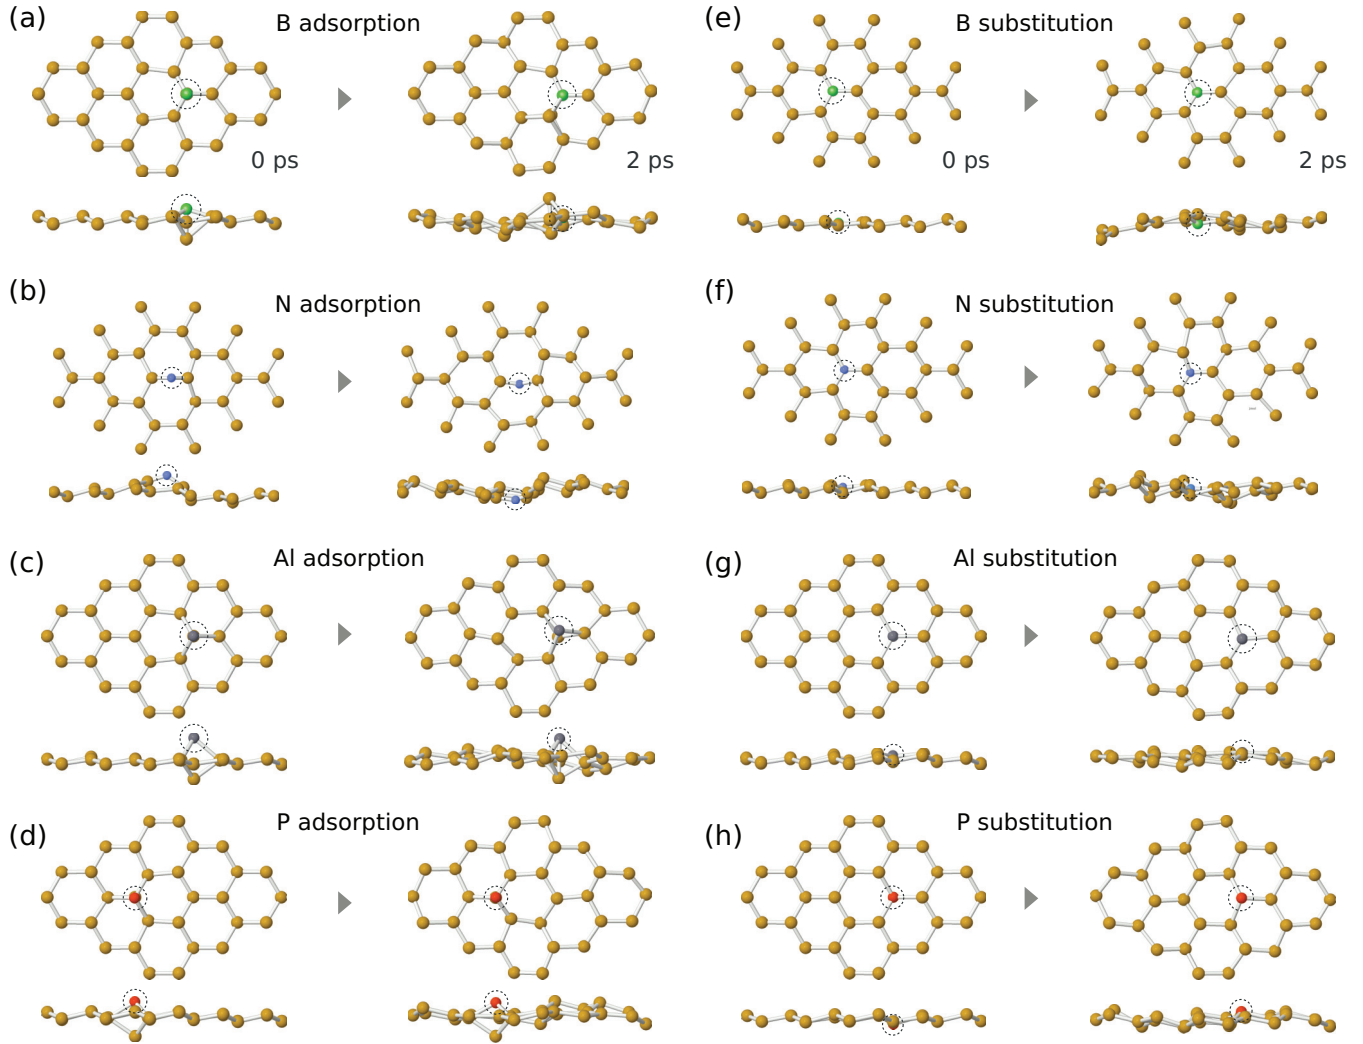 (a) B adsorption
0 ps
2 ps
(e) B substitution
0 ps
2 ps
(b) N adsorption
(f) N substitution
(c) Al adsorption
(g) Al substitution
(d) P adsorption
(h) P substitution